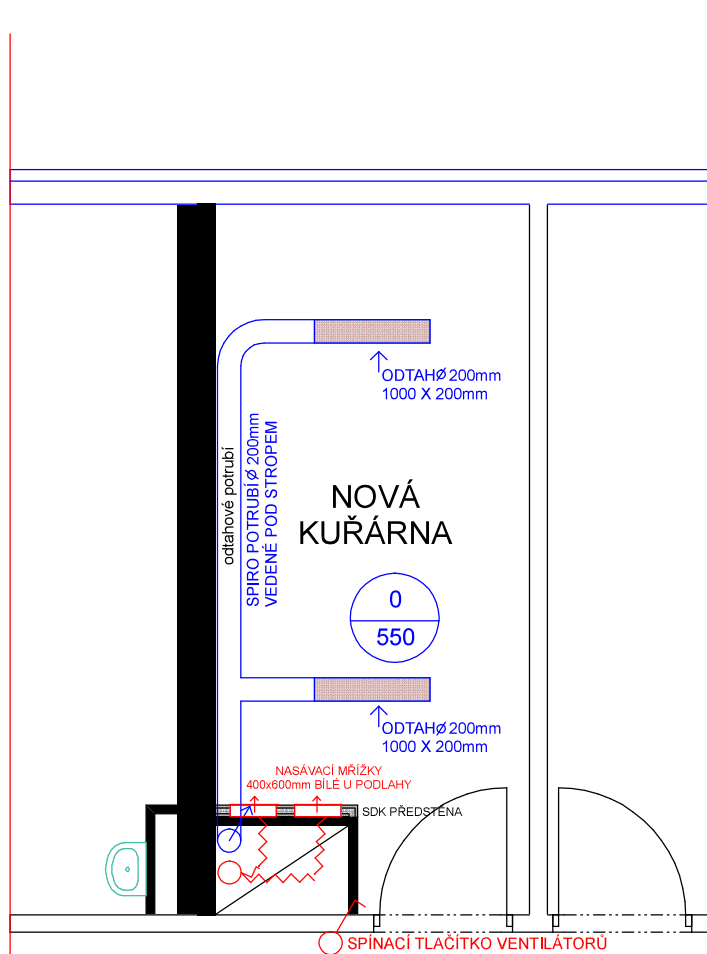 ODTAHØ 200mm
1000 X 200mm
odtahové potrubí
SPIRO POTRUBÍ Ø 200mm
VEDENÉ POD STROPEM
NOVÁ
KUŘÁRNA
0
550
ODTAHØ 200mm
1000 X 200mm
NASÁVACÍ MŘÍŽKY
400x600mm BÍLÉ U PODLAHY
SDK PŘEDSTĚNA
SPÍNACÍ TLAČÍTKO VENTILÁTORŮ